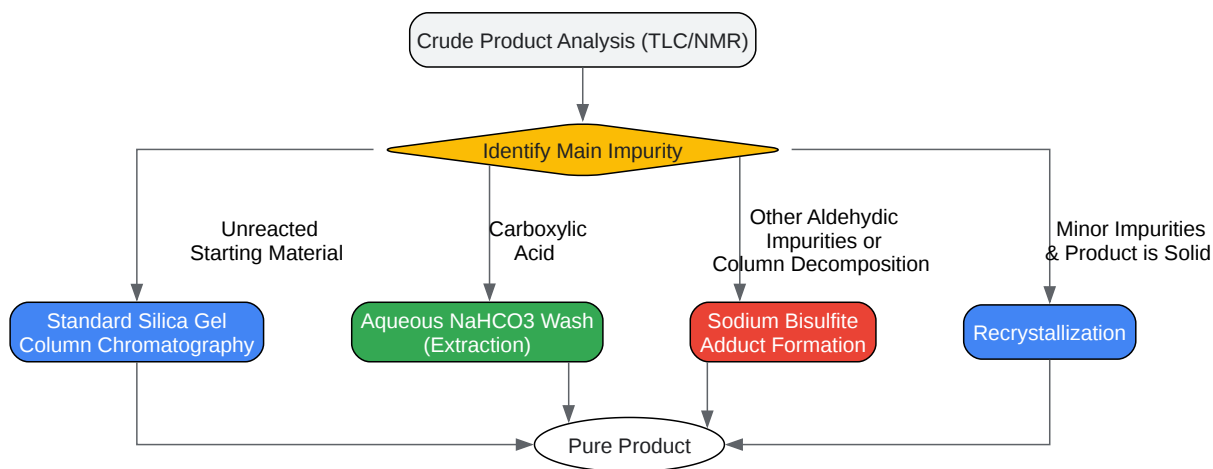 Crude Product Analysis (TLC/NMR)
Identify Main Impurity
Unreacted
Starting Material
Carboxylic
Acid
Other Aldehydic
Impurities or
Column Decomposition
Minor Impurities
& Product is Solid
Standard Silica Gel
Column Chromatography
Aqueous NaHCO3 Wash
(Extraction)
Sodium Bisulfite
Adduct Formation
Recrystallization
Pure Product